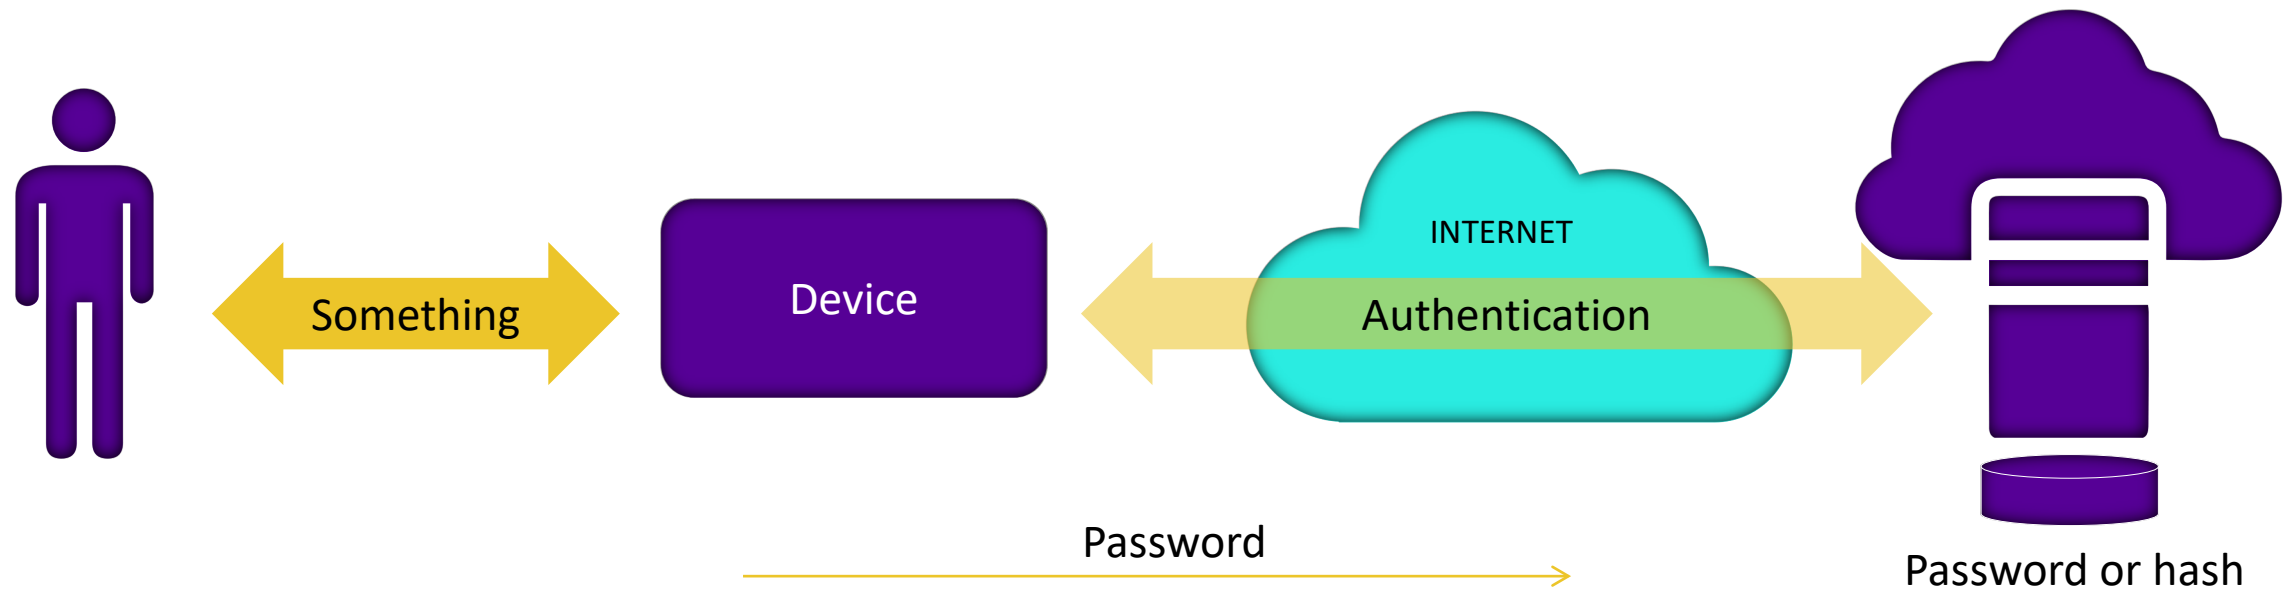 Something
Device
INTERNET
Authentication
Password
Password or hash